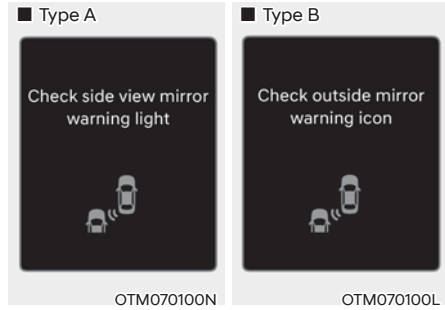 ■ Type A
Check side view mirror
warning light
OTM070100N
■ Type B
Check outside mirror
warning icon
OTM070100L